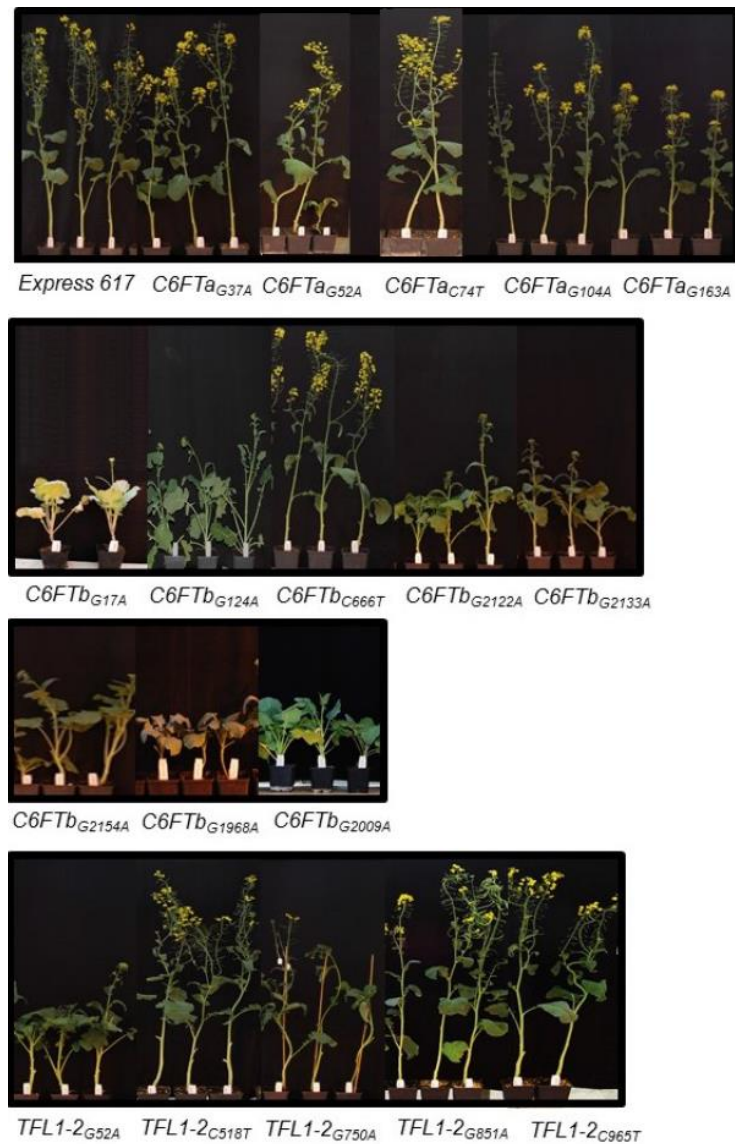 Express 617 C6FTaG37A C6FTaG52A C6FTaC74T C6FTaG104A C6FTaG163A
C6FTbG17A C6FTbG124A C6FTbC666T C6FTbG2122A C6FTbG2133A
C6FTbG2154A C6FTbG1968A C6FTbG2009A
TFL1-2G52A TFL1-2C518T TFL1-2G750A TFL1-2G851A TFL1-2C965T